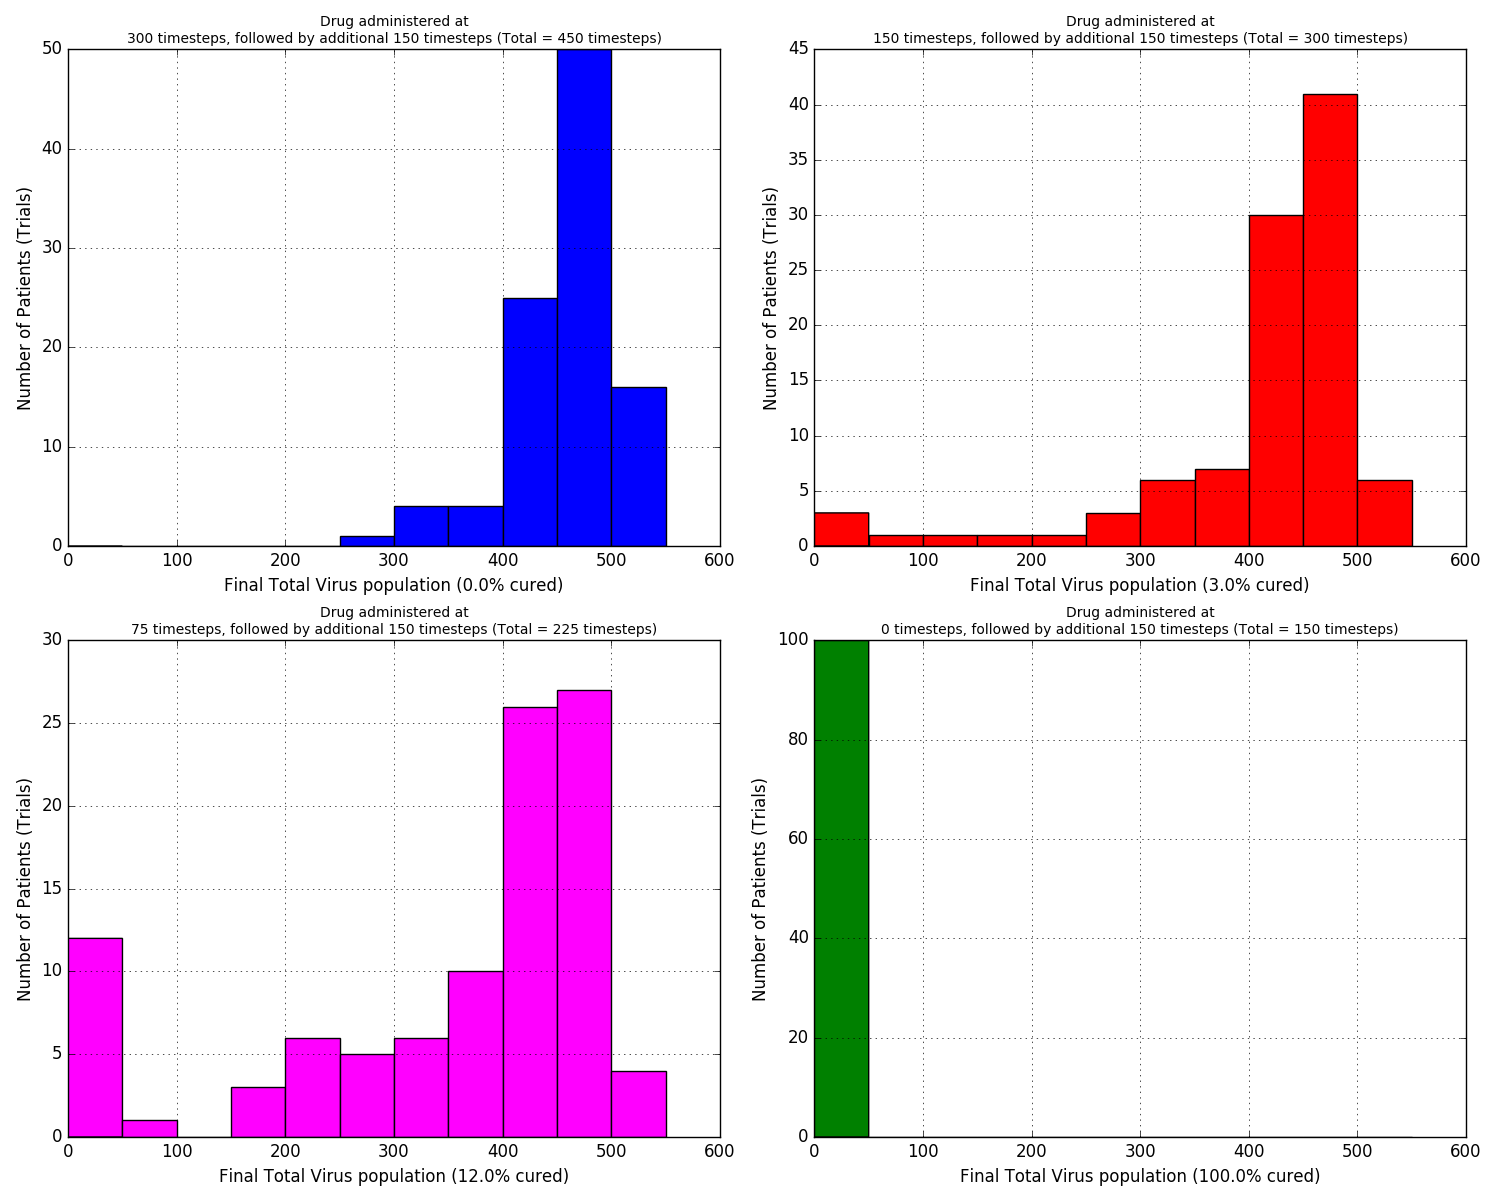 Drug administered at
300 timesteps, followed by additional 150 timesteps (Total = 450 timesteps)
50
40
30
20
10
0
Number of Patients (Trials)
0 100 200 300 400 500 600
Final Total Virus population (0.0% cured)
Drug administered at
150 timesteps, followed by additional 150 timesteps (Total = 300 timesteps)
45
40
35
30
25
20
15
10
5
0
Number of Patients (Trials)
0 100 200 300 400 500 600
Final Total Virus population (3.0% cured)
Drug administered at
75 timesteps, followed by additional 150 timesteps (Total = 225 timesteps)
30
25
20
15
10
5
0
Number of Patients (Trials)
0 100 200 300 400 500 600
Final Total Virus population (12.0% cured)
Drug administered at
0 timesteps, followed by additional 150 timesteps (Total = 150 timesteps)
100
80
60
40
20
0
Number of Patients (Trials)
0 100 200 300 400 500 600
Final Total Virus population (100.0% cured)